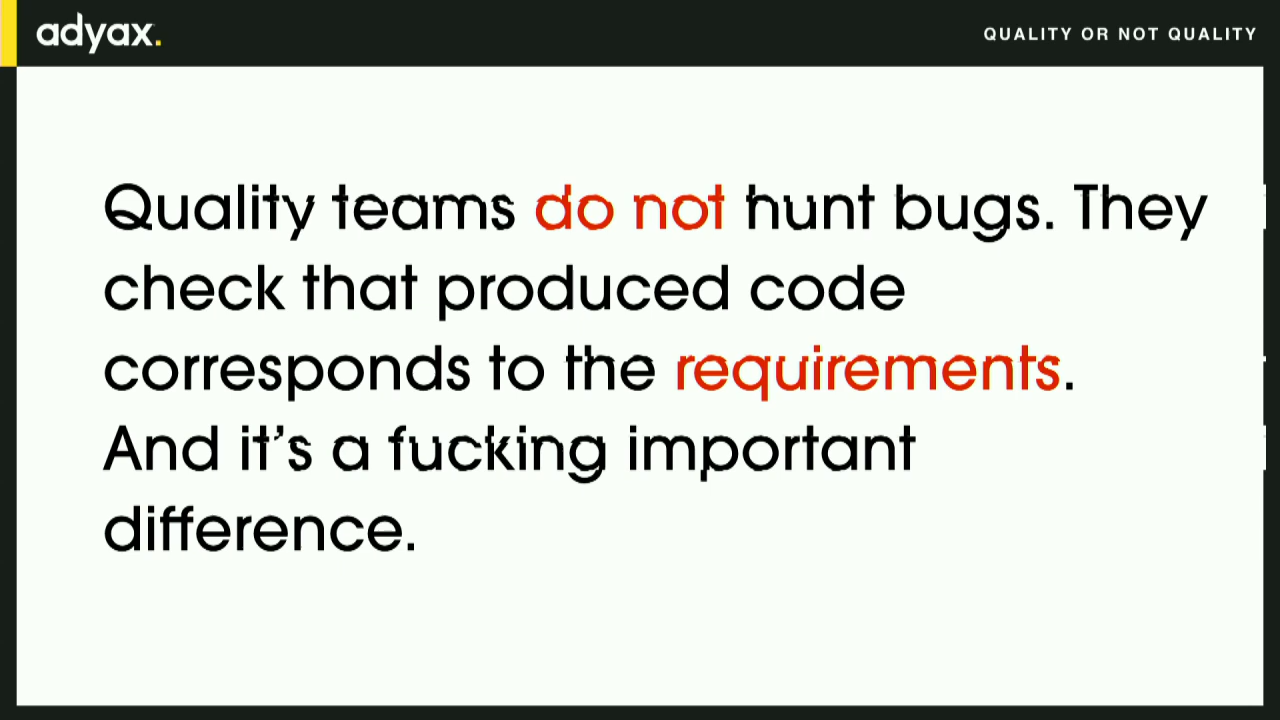 adyax.
QUALITY OR NOT QUALITY
Quality teams do not hunt bugs. They
check that produced code
corresponds to the requirements.
And it’s a fucking important
difference.